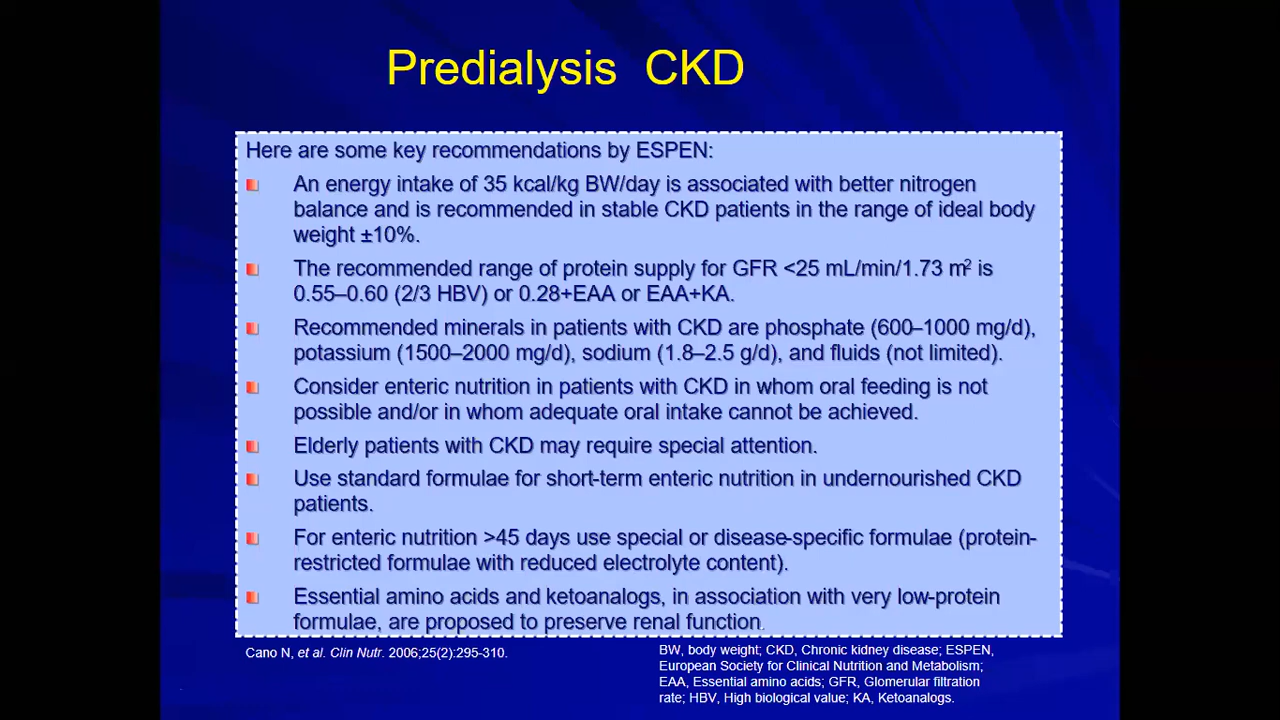 Predialysis CKD
Here are some key recommendations by ESPEN:
An energy intake of 35 kcal/kg BW/day is associated with better nitrogen
balance and is recommended in stable CKD patients in the range of ideal body
weight ±10%.
The recommended range of protein supply for GFR <25 mL/min/1.73 m² is
0.55–0.60 (2/3 HBV) or 0.28+EAA or EAA+KA.
Recommended minerals in patients with CKD are phosphate (600–1000 mg/d),
potassium (1500–2000 mg/d), sodium (1.8–2.5 g/d), and fluids (not limited).
Consider enteric nutrition in patients with CKD in whom oral feeding is not
possible and/or in whom adequate oral intake cannot be achieved.
Elderly patients with CKD may require special attention.
Use standard formulae for short-term enteric nutrition in undernourished CKD
patients.
For enteric nutrition >45 days use special or disease-specific formulae (protein-
restricted formulae with reduced electrolyte content).
Essential amino acids and ketoanalogs, in association with very low-protein
formulae, are proposed to preserve renal function.
Cano N, et al. Clin Nutr. 2006;25(2):295-310.
BW, body weight; CKD, Chronic kidney disease; ESPEN,
European Society for Clinical Nutrition and Metabolism;
EAA, Essential amino acids; GFR, Glomerular filtration
rate; HBV, High biological value; KA, Ketoanalogs.